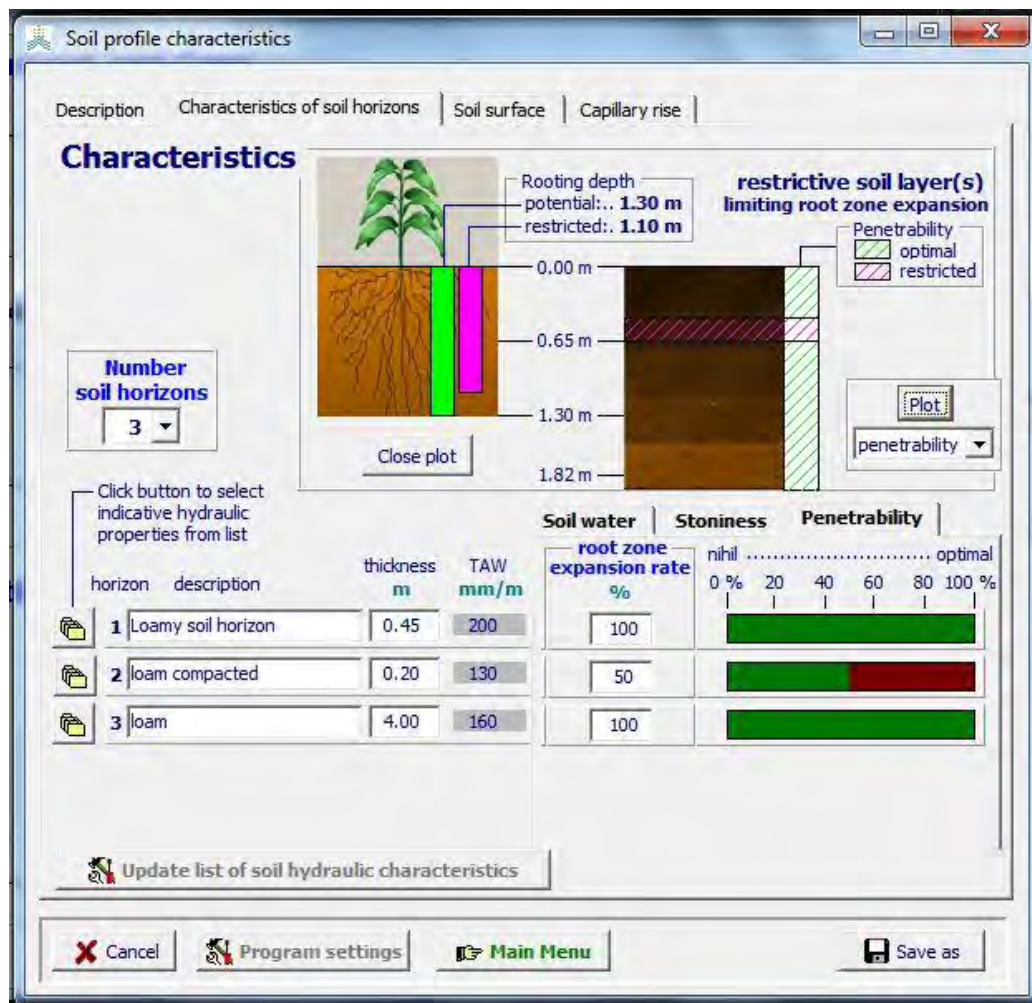 Soil profile characteristics
Description Characteristics of soil horizons Soil surface Capillary rise
Characteristics
Rooting depth
potential:.. 1.30 m
restricted:. 1.10 m
restrictive soil layer(s)
limiting root zone expansion
Penetrability
optimal
restricted
0.00 m
0.65 m
1.30 m
1.82 m
Number
soil horizons
3
Close plot
Plot
penetrability
Click button to select
indicative hydraulic
properties from list
Soil water Stoniness Penetrability
horizon description thickness m TAW mm/m
root zone
expansion rate
%
nihil .............................. optimal
0 % 20 40 60 80 100 %
1 Loamy soil horizon 0.45 200 100
2 loam compacted 0.20 130 50
3 loam 4.00 160 100
Update list of soil hydraulic characteristics
Cancel Program settings Main Menu Save as